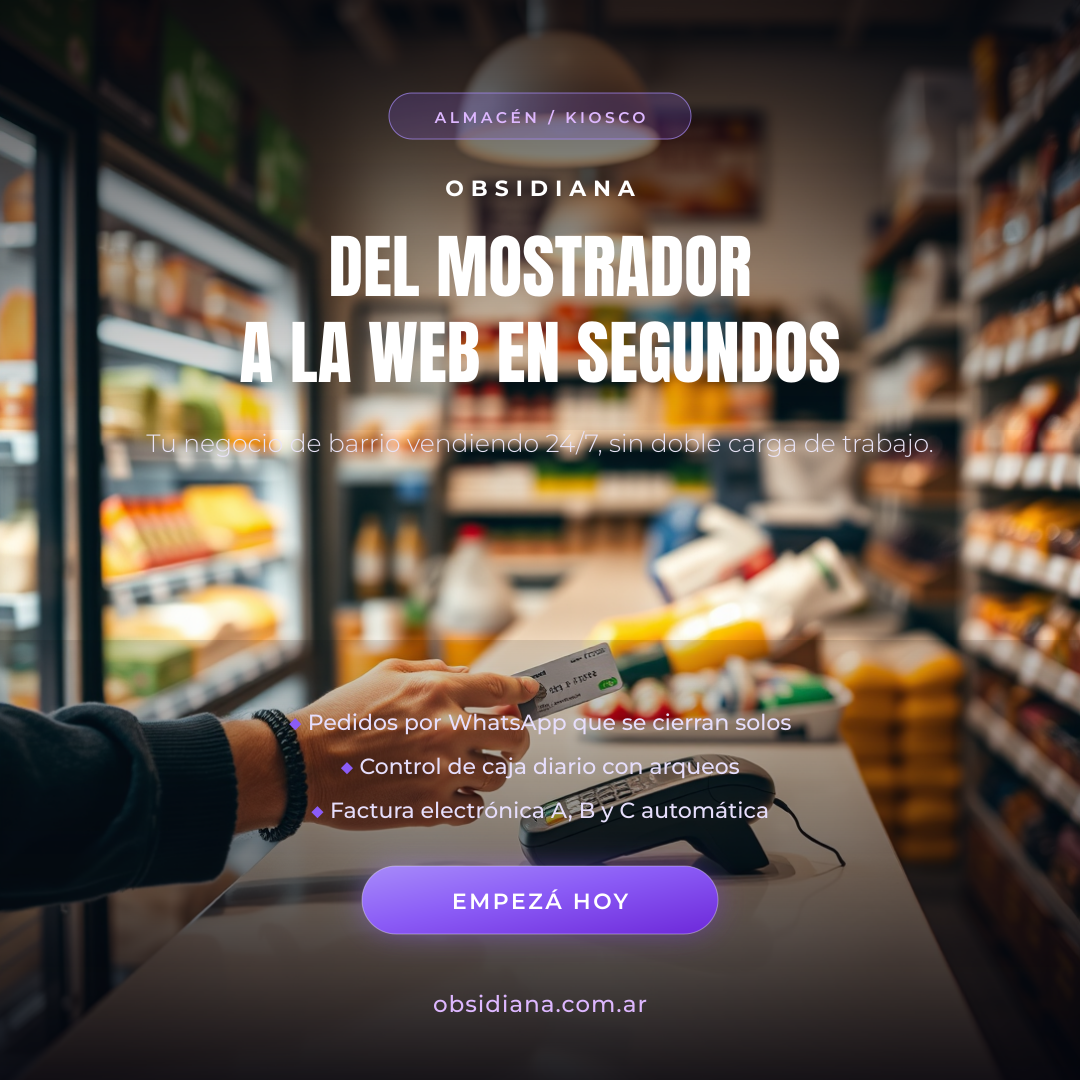 ALMACÉN / KIOSCO
OBSIDIANA
DEL MOSTRADOR
A LA WEB EN SEGUNDOS
Tu negocio de barrio vendiendo 24/7, sin doble carga de trabajo.
◆ Pedidos por WhatsApp que se cierran solos
◆ Control de caja diario con arqueos
◆ Factura electrónica A, B y C automática
EMPEZÁ HOY
obsidiana.com.ar